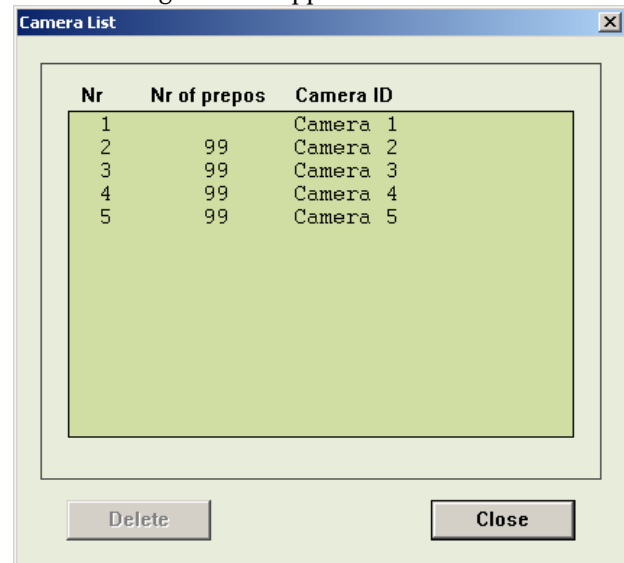 Camera List
Nr Nr of prepos Camera ID
1 Camera 1
2 99 Camera 2
3 99 Camera 3
4 99 Camera 4
5 99 Camera 5
Delete Close